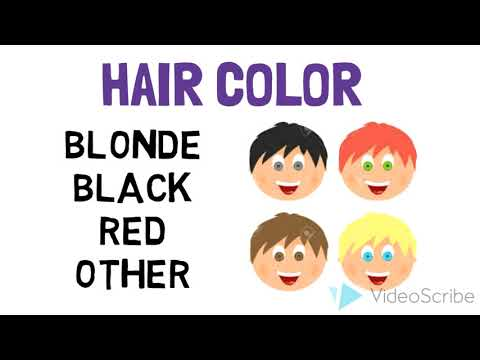 HAIR COLOR
BLONDE
BLACK
RED
OTHER
VideoScribe